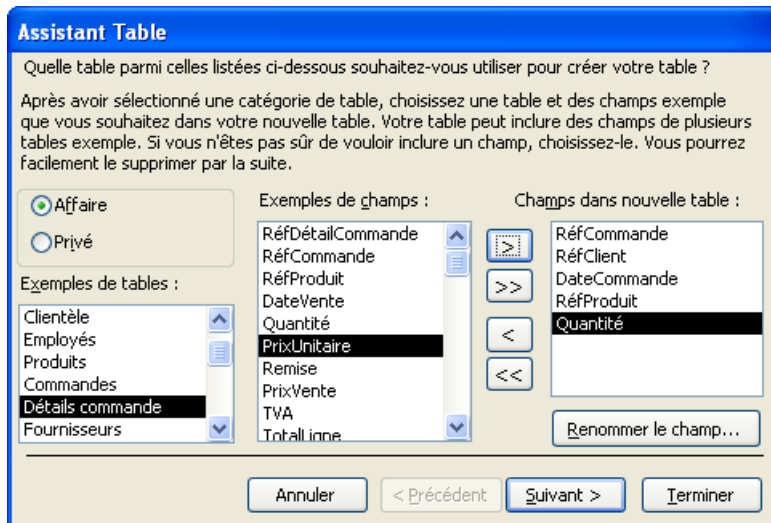 Assistant Table
Quelle table parmi celles listées ci-dessous souhaitez-vous utiliser pour créer votre table ?
Après avoir sélectionné une catégorie de table, choisissez une table et des champs exemple
que vous souhaitez dans votre nouvelle table. Votre table peut inclure des champs de plusieurs
tables exemple. Si vous n'êtes pas sûr de vouloir inclure un champ, choisissez-le. Vous pourrez
facilement le supprimer par la suite.
Affaire
Privé
Exemples de tables :
Clientèle
Employés
Produits
Commandes
Détails commande
Fournisseurs
Exemples de champs :
RéfDétailCommande
RéfCommande
RéfProduit
DateVente
Quantité
PrixUnitaire
Remise
PrixVente
TVA
TotalLigne
>
>>
<
<<
Champs dans nouvelle table :
RéfCommande
RéfClient
DateCommande
RéfProduit
Quantité
Renommer le champ...
Annuler
< Précédent
Suivant >
Terminer